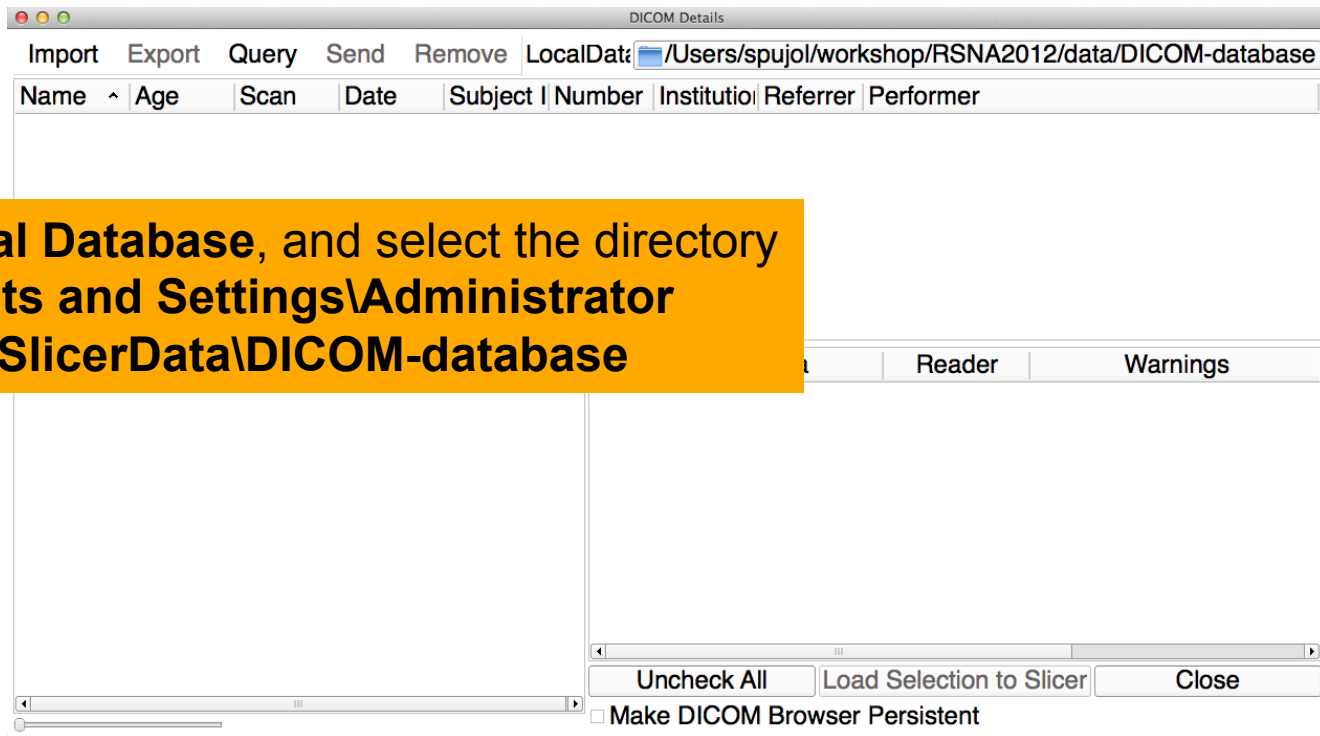 DICOM Details
Import Export Query Send Remove LocalData /Users/spujol/workshop/RSNA2012/data/DICOM-database
Name Age Scan Date Subject I Number Institution Referrer Performer
al Database, and select the directory
ts and Settings\Administrator
SlicerData\DICOM-database
a Reader Warnings
Uncheck All Load Selection to Slicer Close
Make DICOM Browser Persistent